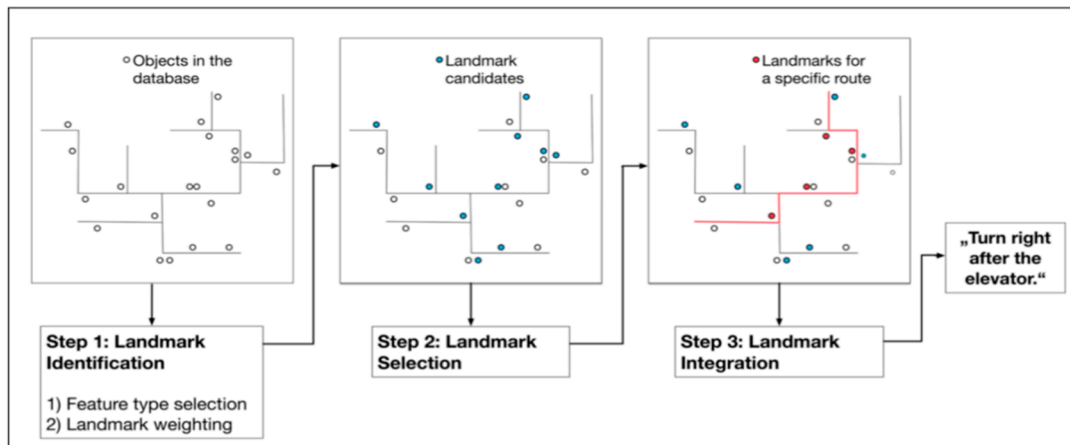 Objects in the
database
Landmark
candidates
Landmarks for
a specific route
Step 1: Landmark
Identification
1) Feature type selection
2) Landmark weighting
Step 2: Landmark
Selection
Step 3: Landmark
Integration
„Turn right
after the
elevator.“